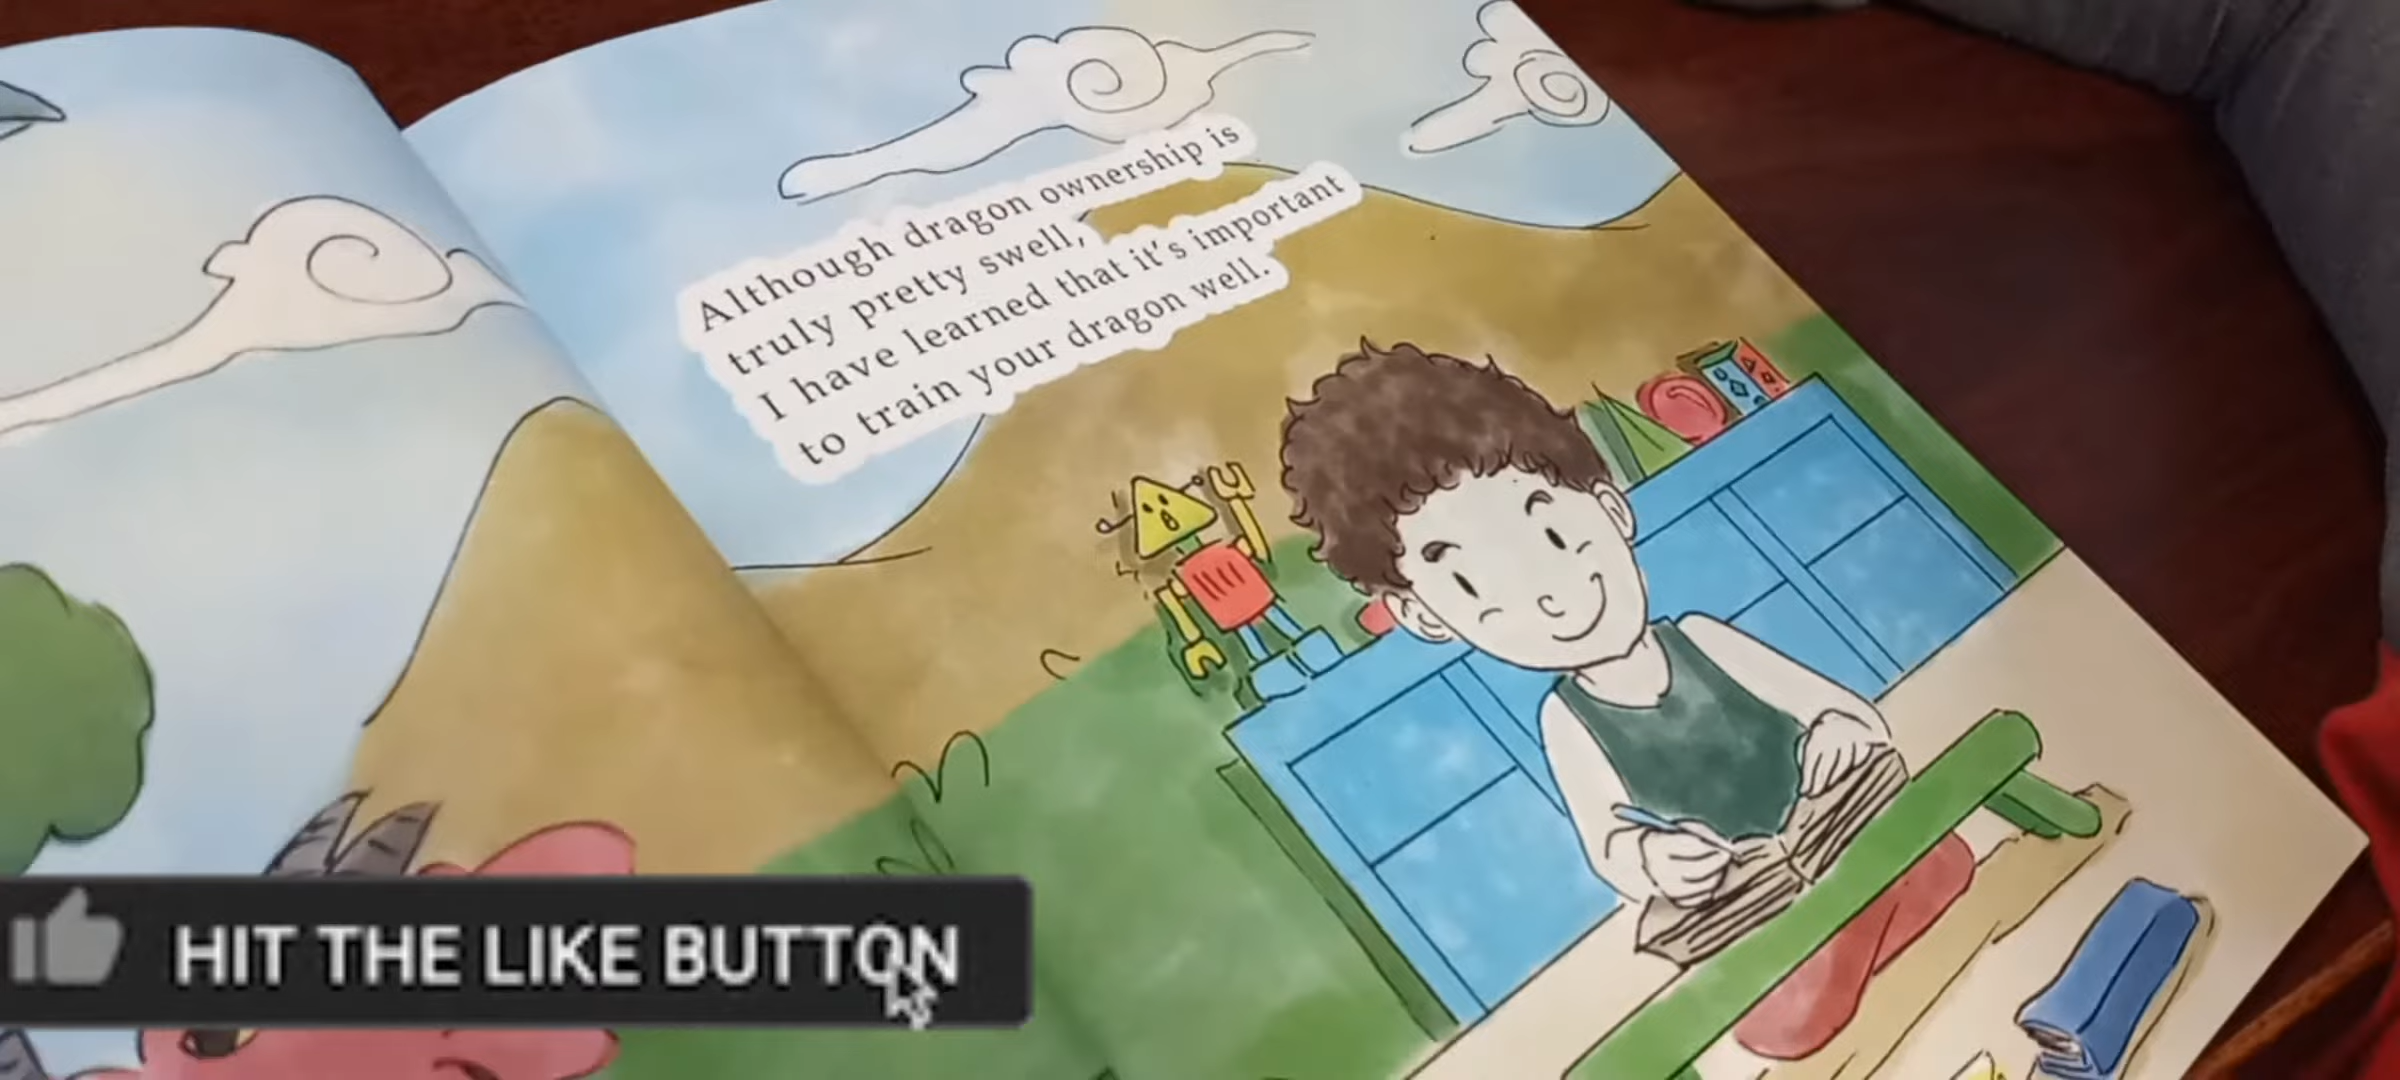 Although dragon ownership is
truly pretty swell,
I have learned that it's important
to train your dragon well.
HIT THE LIKE BUTTON